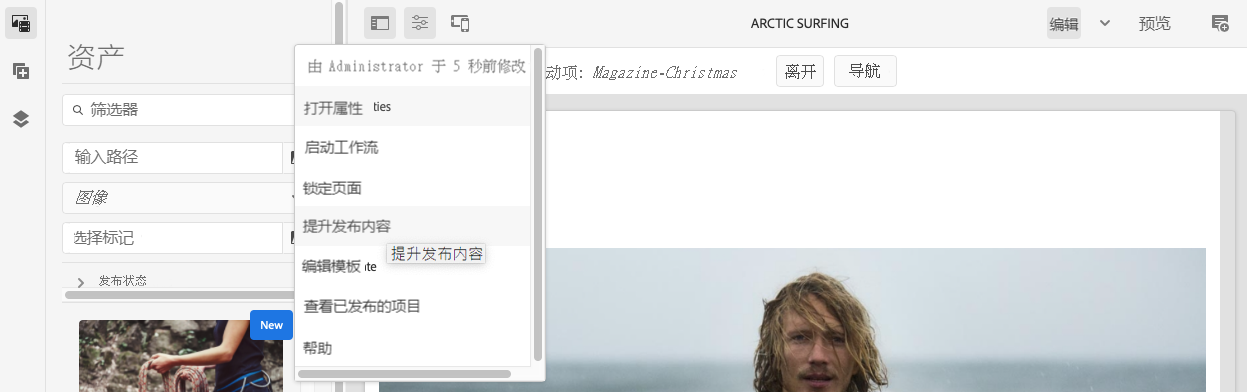 ARCTIC SURFING
编辑
预览
资产
由 Administrator 于 5 秒前修改
动项: Magazine-Christmas
离开
导航
筛选器
打开属性 ties
启动工作流
输入路径
锁定页面
图像
提升发布内容
选择标记
提升发布内容
编辑模板 te
发布状态
查看已发布的项目
New
帮助